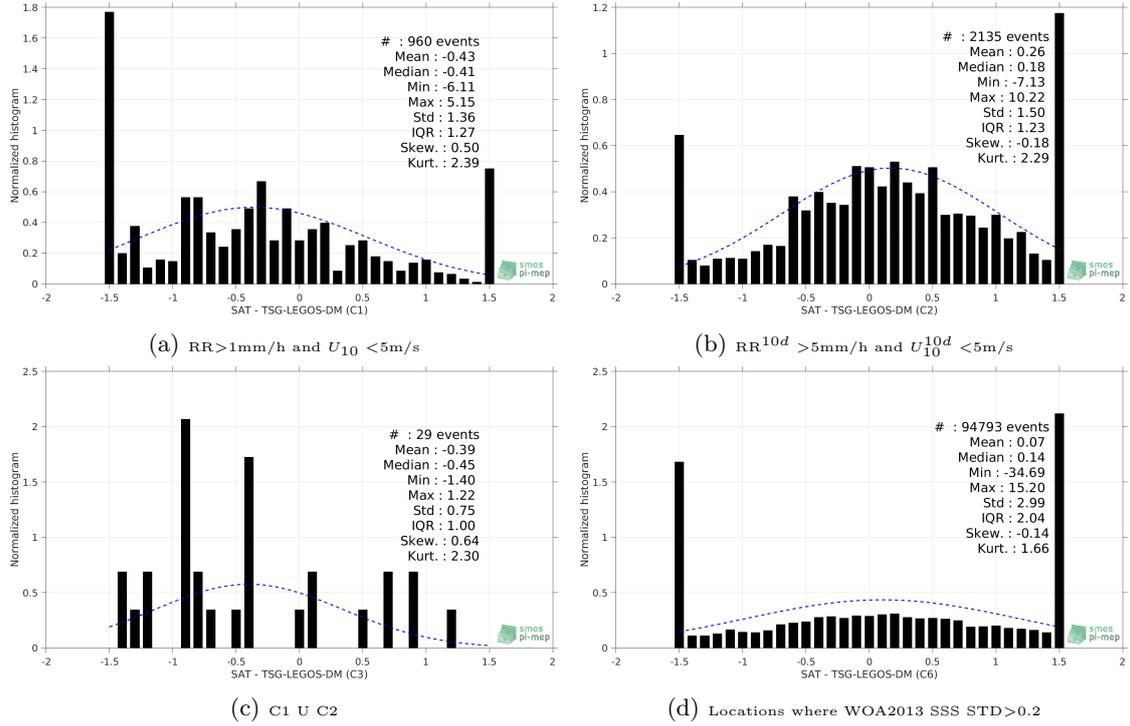 1.8
1.6
1.4
1.2
1
0.8
0.6
0.4
0.2
0
Normalized histogram
# : 960 events
Mean : -0.43
Median : -0.41
Min : -6.11
Max : 5.15
Std : 1.36
IQR : 1.27
Skew. : 0.50
Kurt. : 2.39
smos
pi-mep
-2 -1.5 -1 -0.5 0 0.5 1 1.5 2
SAT - TSG-LEGOS-DM (C1)
(a) RR>1mm/h and U10 <5m/s
1.2
1
0.8
0.6
0.4
0.2
0
Normalized histogram
# : 2135 events
Mean : 0.26
Median : 0.18
Min : -7.13
Max : 10.22
Std : 1.50
IQR : 1.23
Skew. : -0.18
Kurt. : 2.29
smos
pi-mep
-2 -1.5 -1 -0.5 0 0.5 1 1.5 2
SAT - TSG-LEGOS-DM (C2)
(b) RR^10d >5mm/h and U10^10d <5m/s
2.5
2
1.5
1
0.5
0
Normalized histogram
# : 29 events
Mean : -0.39
Median : -0.45
Min : -1.40
Max : 1.22
Std : 0.75
IQR : 1.00
Skew. : 0.64
Kurt. : 2.30
smos
pi-mep
-2 -1.5 -1 -0.5 0 0.5 1 1.5 2
SAT - TSG-LEGOS-DM (C3)
(c) C1 U C2
2.5
2
1.5
1
0.5
0
Normalized histogram
# : 94793 events
Mean : 0.07
Median : 0.14
Min : -34.69
Max : 15.20
Std : 2.99
IQR : 2.04
Skew. : -0.14
Kurt. : 1.66
smos
pi-mep
-2 -1.5 -1 -0.5 0 0.5 1 1.5 2
SAT - TSG-LEGOS-DM (C6)
(d) Locations where WOA2013 SSS STD>0.2